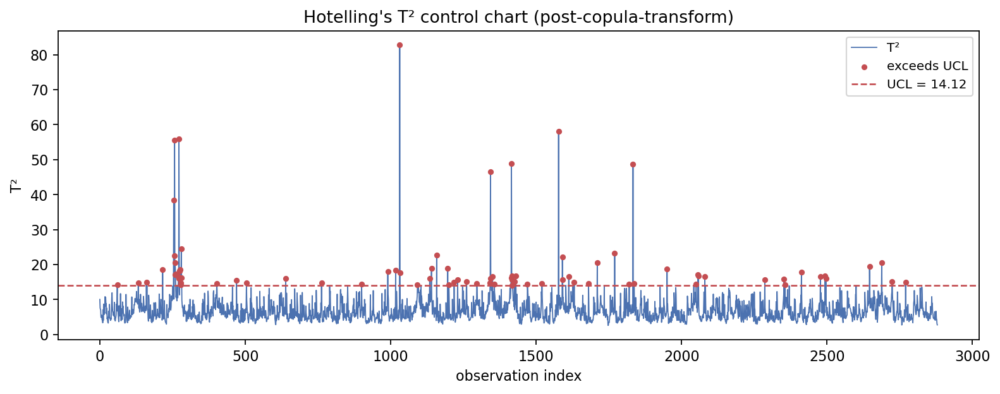 Hotelling's T² control chart (post-copula-transform)
T²
exceeds UCL
UCL = 14.12
80
70
60
50
40
30
20
10
0
T²
0 500 1000 1500 2000 2500 3000
observation index